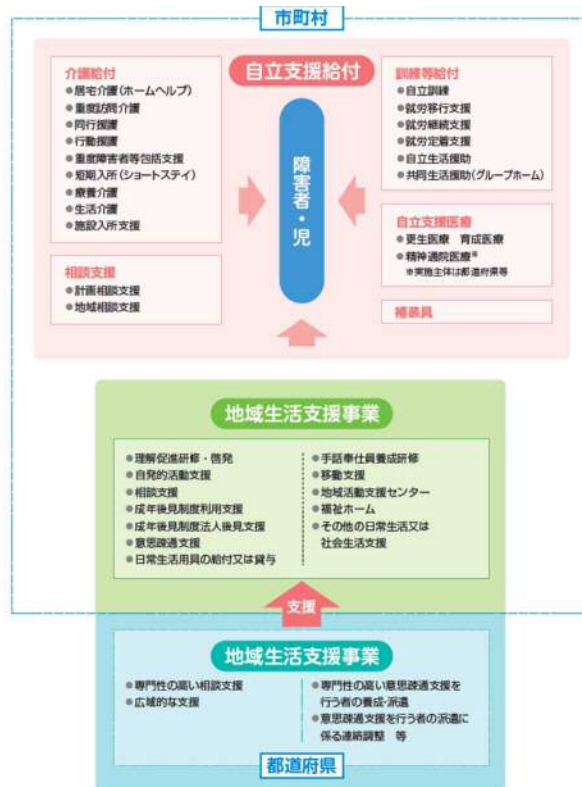 市町村
自立支援給付
介護給付
●居宅介護(ホームヘルプ)
●重度訪問介護
●同行援護
●行動援護
●重度障害者等包括支援
●短期入所(ショートステイ)
●療養介護
●生活介護
●施設入所支援
相談支援
●計画相談支援
●地域相談支援
障害者・児
訓練等給付
●自立訓練
●就労移行支援
●就労継続支援
●就労定着支援
●自立生活援助
●共同生活援助(グループホーム)
自立支援医療
●更生医療 育成医療
●精神通院医療※
※実施主体は都道府県等
補装具
地域生活支援事業
●理解促進研修・啓発
●自発的活動支援
●相談支援
●成年後見制度利用支援
●成年後見制度法人後見支援
●意思疎通支援
●日常生活用具の給付又は貸与
●手話奉仕員養成研修
●移動支援
●地域活動支援センター
●福祉ホーム
●その他の日常生活又は
社会生活支援
支援
地域生活支援事業
●専門性の高い相談支援
●広域的な支援
●専門性の高い意思疎通支援を
行う者の養成・派遣
●意思疎通支援を行う者の派遣に
係る連絡調整 等
都道府県